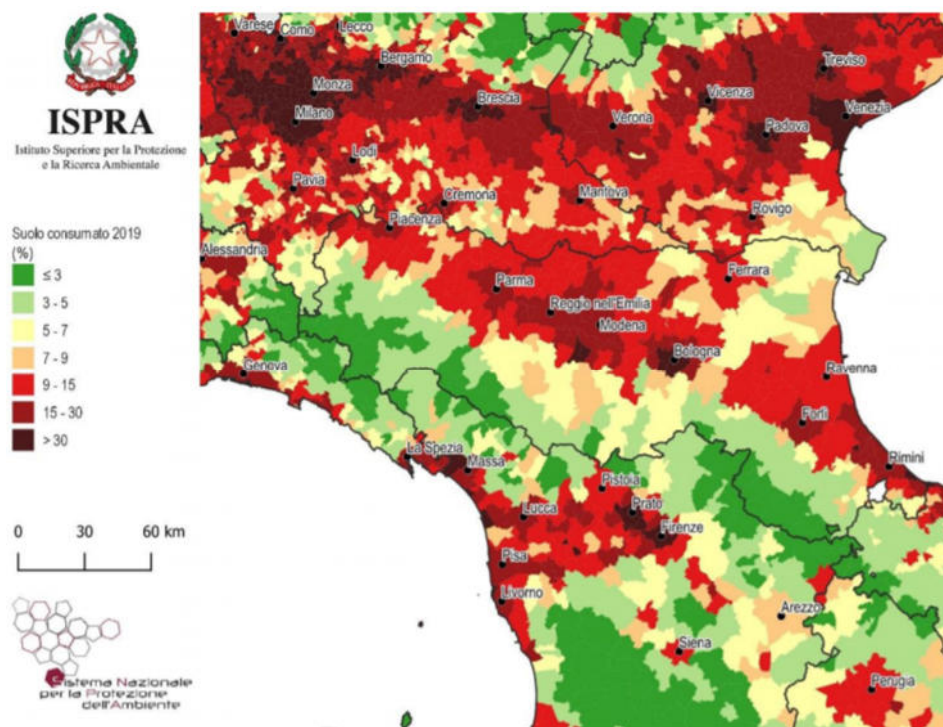 ISPRA
Istituto Superiore per la Protezione
e la Ricerca Ambientale
Suolo consumato 2019
(%)
≤ 3
3 - 5
5 - 7
7 - 9
9 - 15
15 - 30
> 30
0 30 60 km
Sistema Nazionale
per la Protezione
dell'Ambiente
Varese
Como
Lecco
Bergamo
Monza
Milano
Brescia
Treviso
Vicenza
Venezia
Verona
Padova
Lodi
Pavia
Cremona
Mantova
Rovigo
Piacenza
Alessandria
Parma
Ferrara
Reggio nell'Emilia
Modena
Bologna
Genova
Ravenna
Forlì
La Spezia
Massa
Rimini
Pistoia
Lucca
Prato
Firenze
Pisa
Livorno
Arezzo
Siena
Perugia